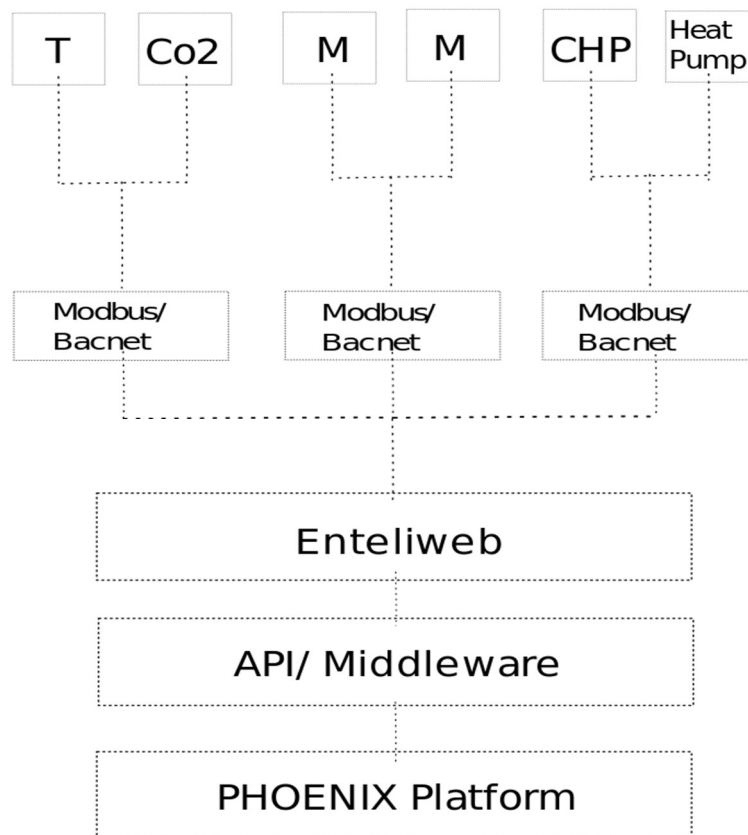 T
Co2
M
M
CHP
Heat
Pump
Modbus/
Bacnet
Modbus/
Bacnet
Modbus/
Bacnet
Enteliweb
API/ Middleware
PHOENIX Platform